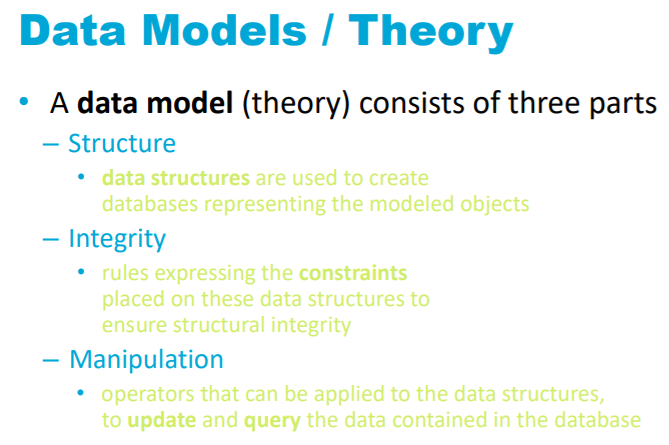 Data Models / Theory
• A data model (theory) consists of three parts
– Structure
• data structures are used to create
databases representing the modeled objects
– Integrity
• rules expressing the constraints
placed on these data structures to
ensure structural integrity
– Manipulation
• operators that can be applied to the data structures,
to update and query the data contained in the database